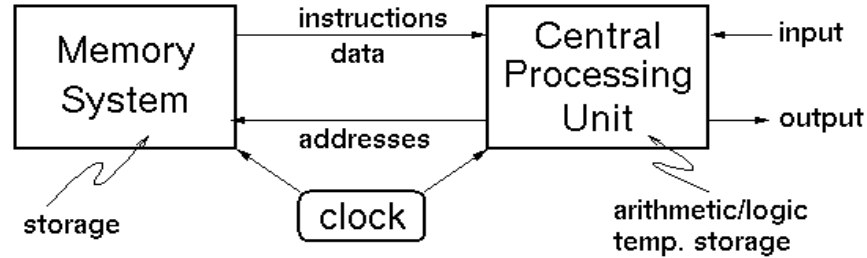 instructions
data
Memory
System
Central
Processing
Unit
input
output
addresses
clock
storage
arithmetic/logic
temp. storage